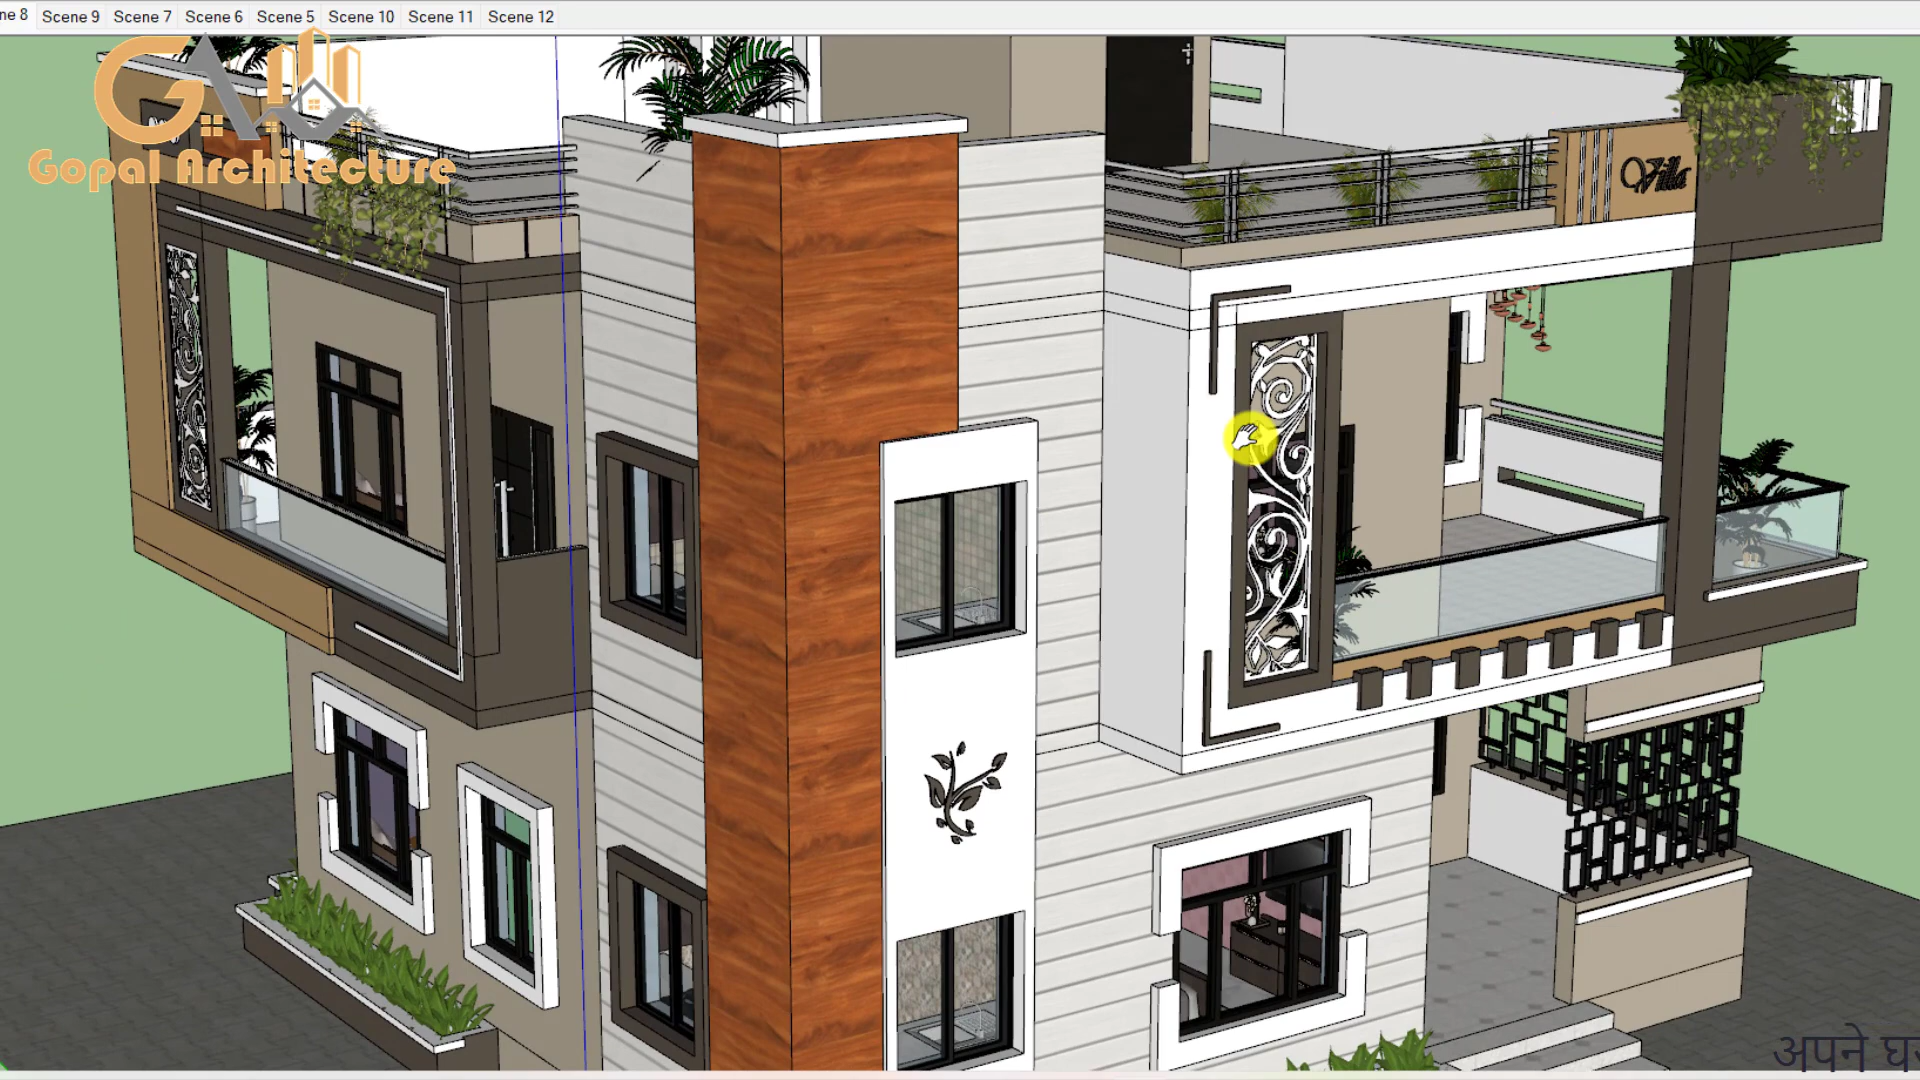 ne 8 Scene 9 Scene 7 Scene 6 Scene 5 Scene 10 Scene 11 Scene 12
Gopal Architecture
Villa
अपने